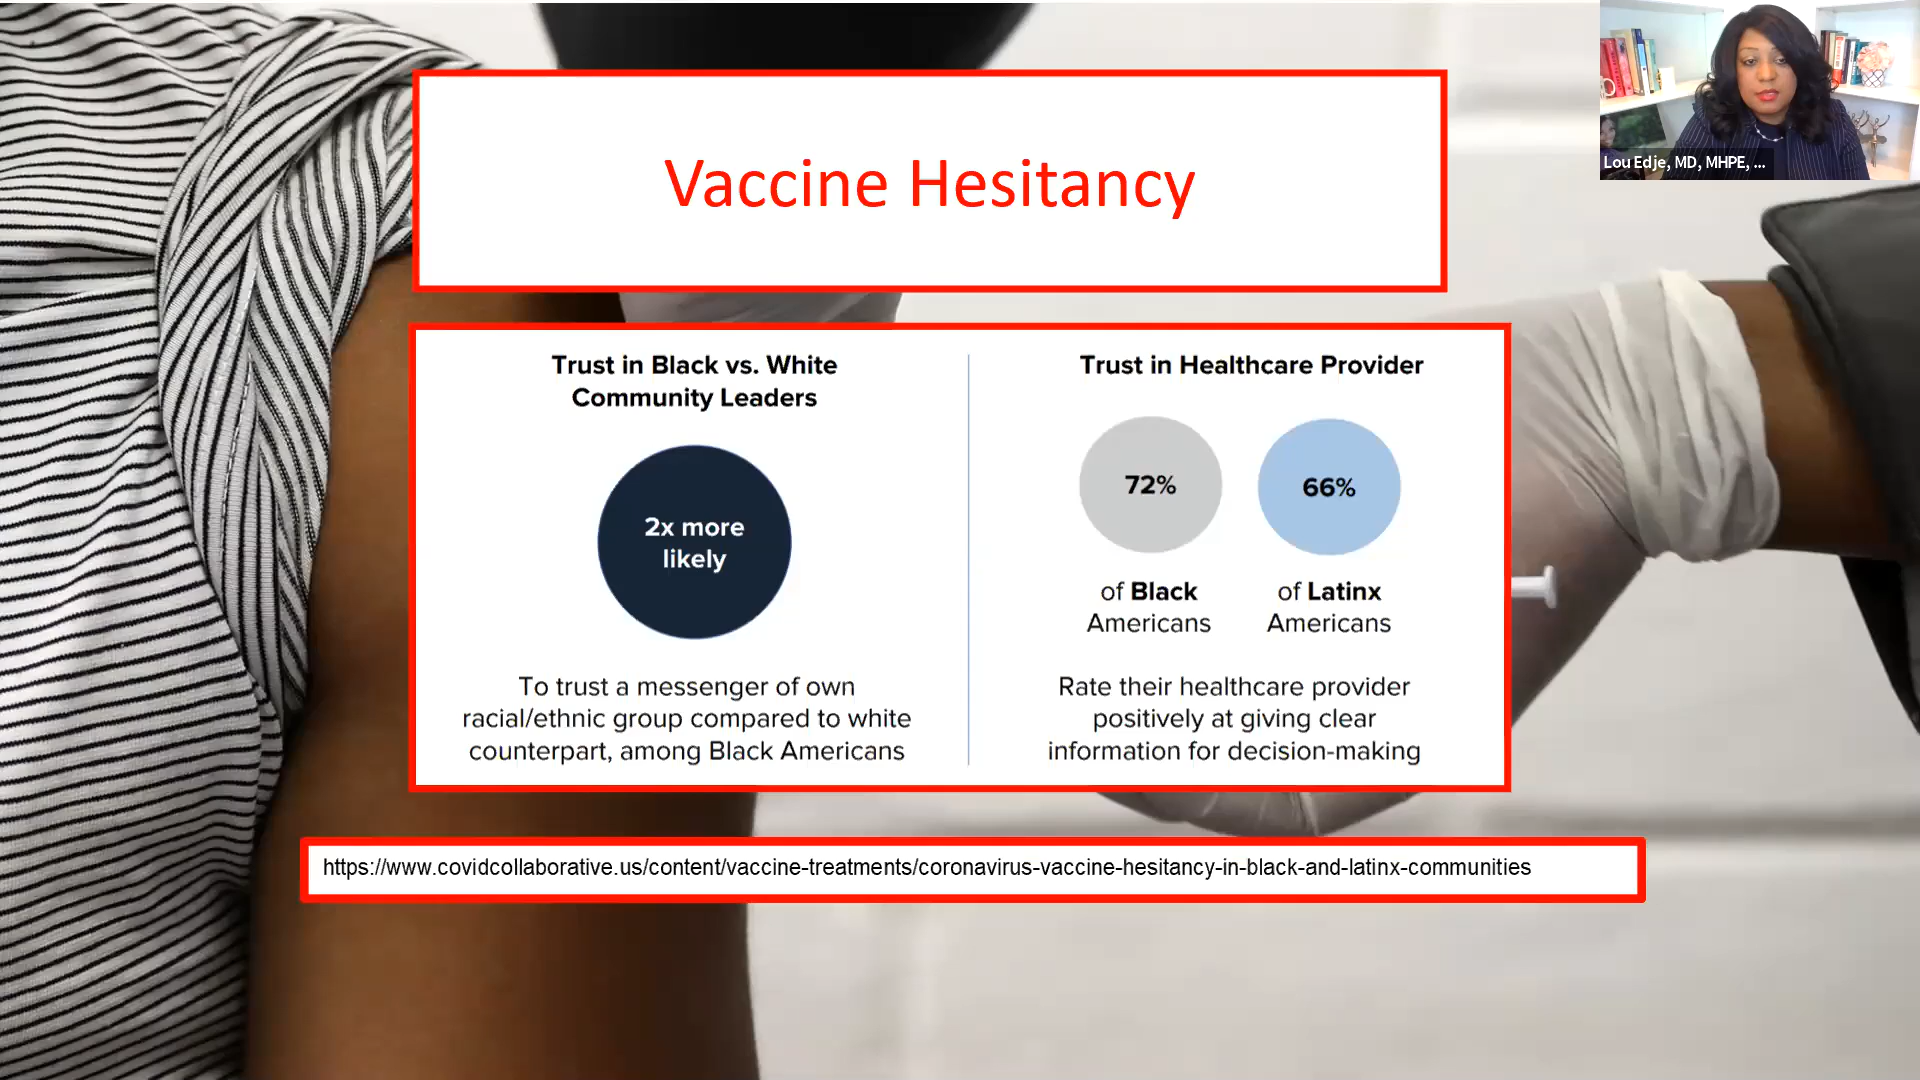 Vaccine Hesitancy
Lou Edje, MD, MHPE, ...
Trust in Black vs. White
Community Leaders
2x more
likely
To trust a messenger of own
racial/ethnic group compared to white
counterpart, among Black Americans
Trust in Healthcare Provider
72%
of Black
Americans
66%
of Latinx
Americans
Rate their healthcare provider
positively at giving clear
information for decision-making
https://www.covidcollaborative.us/content/vaccine-treatments/coronavirus-vaccine-hesitancy-in-black-and-latinx-communities